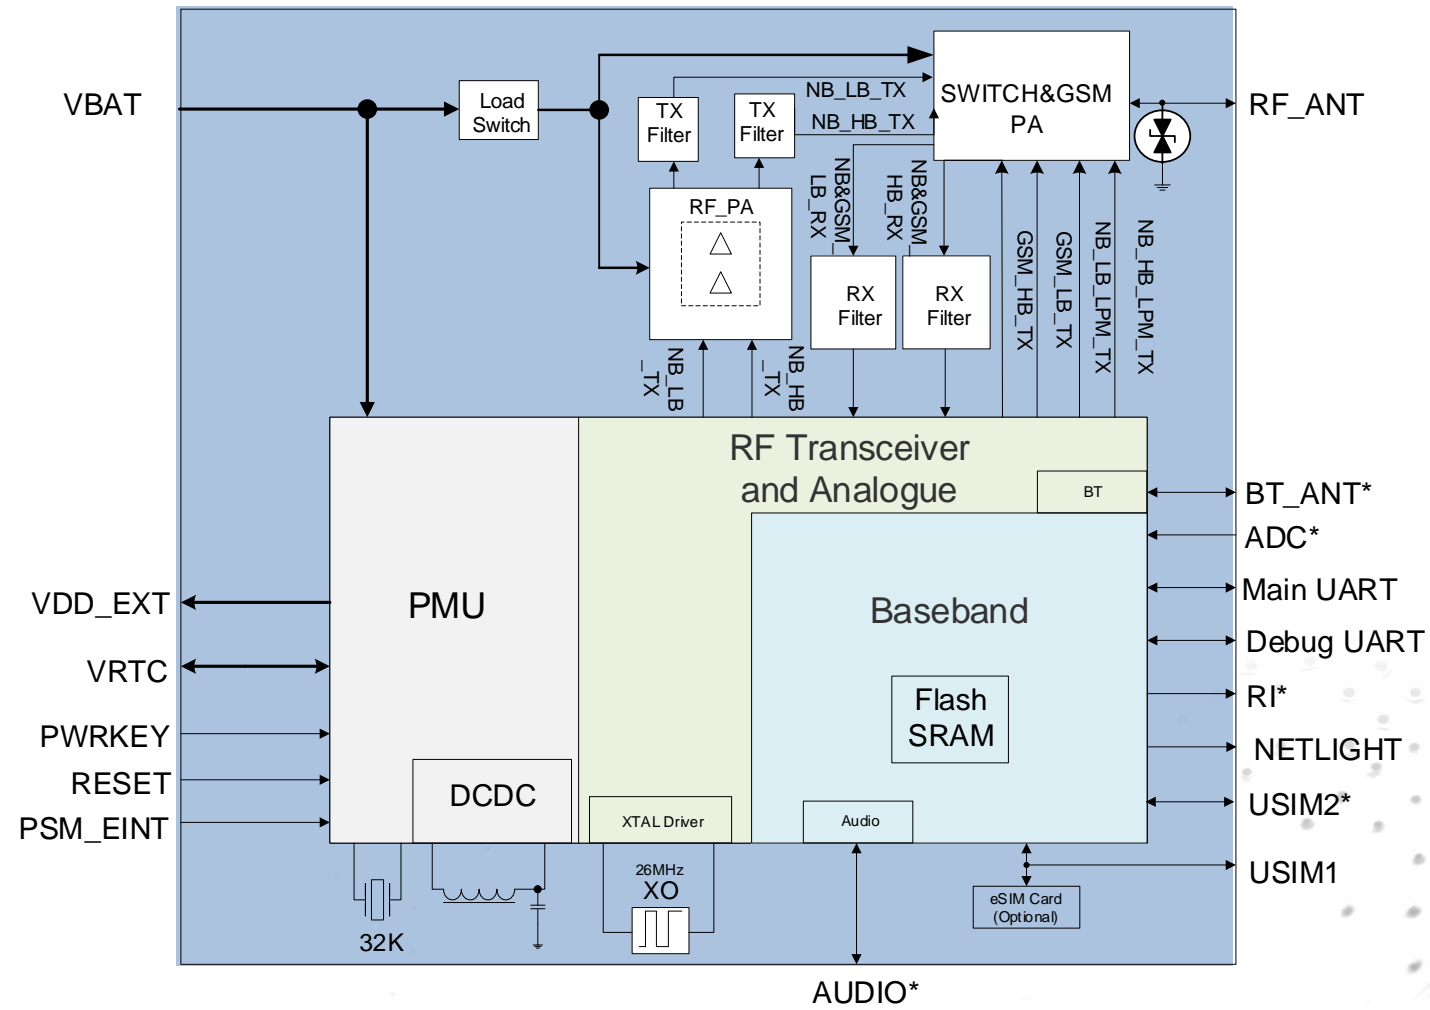 VBAT
Load
Switch
TX
Filter
TX
Filter
NB_LB_TX
NB_HB_TX
SWITCH&GSM
PA
RF_ANT
RF_PA
NB&GSM_
LB_RX
NB&GSM_
HB_RX
RX
Filter
RX
Filter
GSM_HB_TX
GSM_LB_TX
NB_LB_LPM_TX
NB_HB_LPM_TX
NB_LB
_TX
NB_HB
_TX
RF Transceiver
and Analogue
BT
BT_ANT*
ADC*
Main UART
Debug UART
RI*
NETLIGHT
USIM2*
USIM1
VDD_EXT
VRTC
PWRKEY
RESET
PSM_EINT
PMU
DCDC
Baseband
Flash
SRAM
XTAL Driver
Audio
26MHz
XO
32K
eSIM Card
(Optional)
AUDIO*